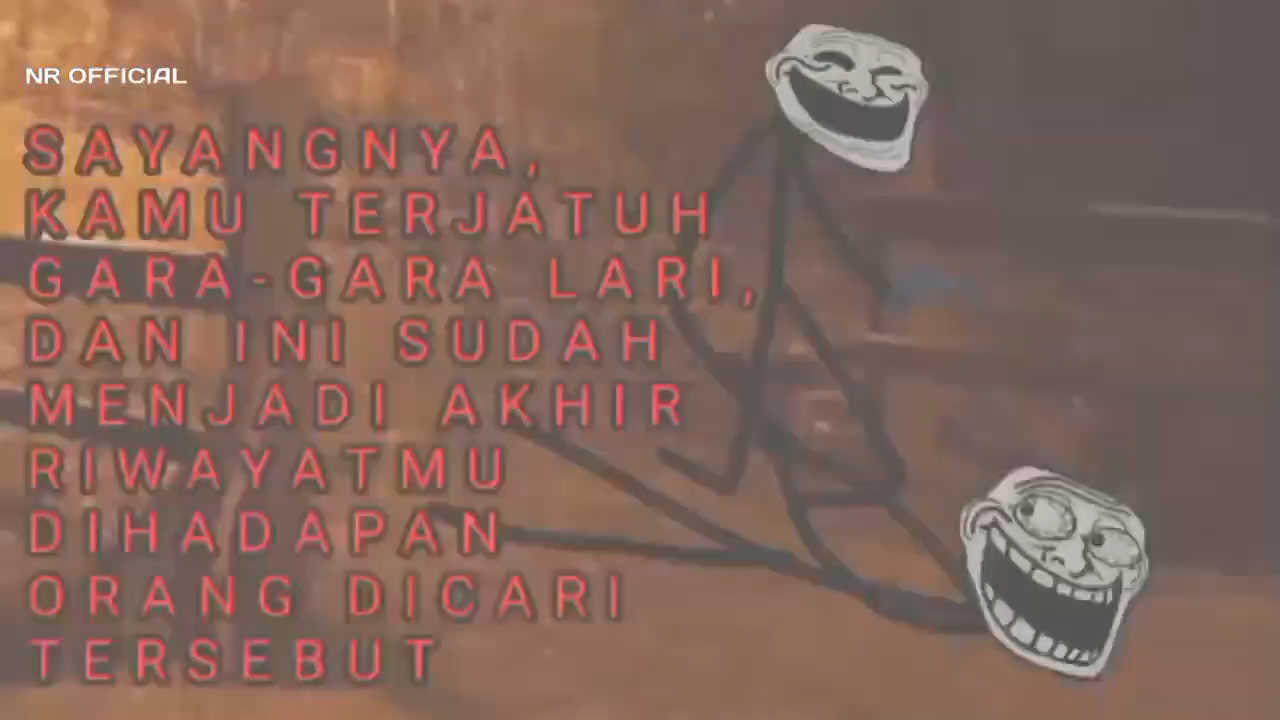 NR OFFICIAL
SAYANGNYA,
KAMU TERJATUH
GARA-GARA LARI,
DAN INI SUDAH
MENJADI AKHIR
RIWAYATMU
DIHADAPAN
ORANG DICARI
TERSEBUT